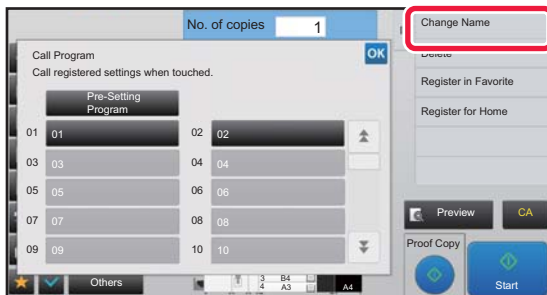 No. of copies 1
Change Name
Call Program
OK
Delete
Call registered settings when touched.
Register in Favorite
Pre-Setting
Program
Register for Home
01 01 02 02
03 03 04 04
05 05 06 06
07 07 08 08
Preview CA
09 09 10 10
Proof Copy
Others
3 B4
4 A3
A4
Start